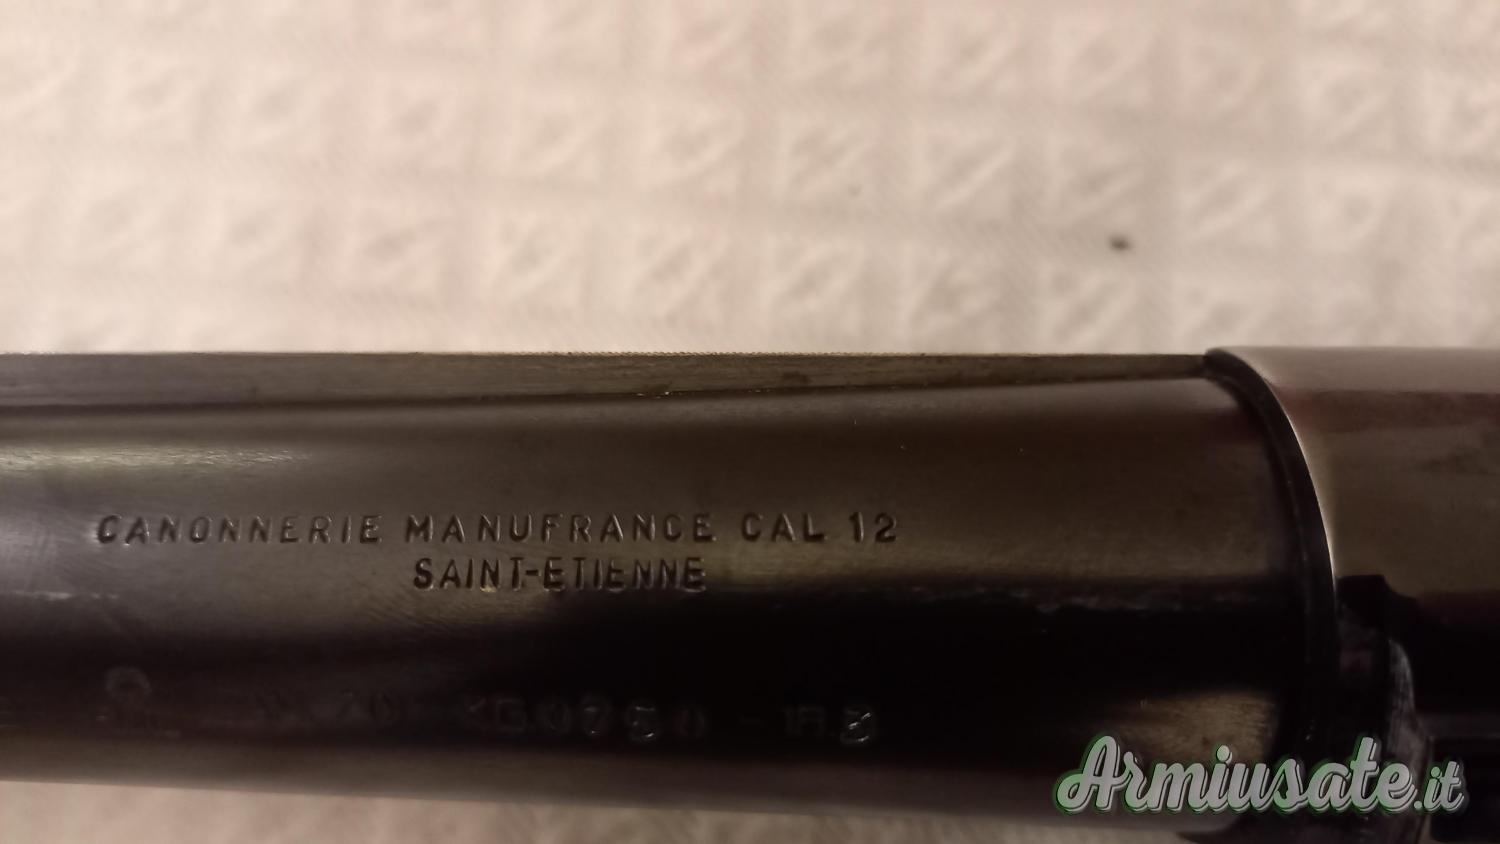 CANONNERIE MANUFRANCE CAL 12
SAINT-ETIENNE
Armiusate.it